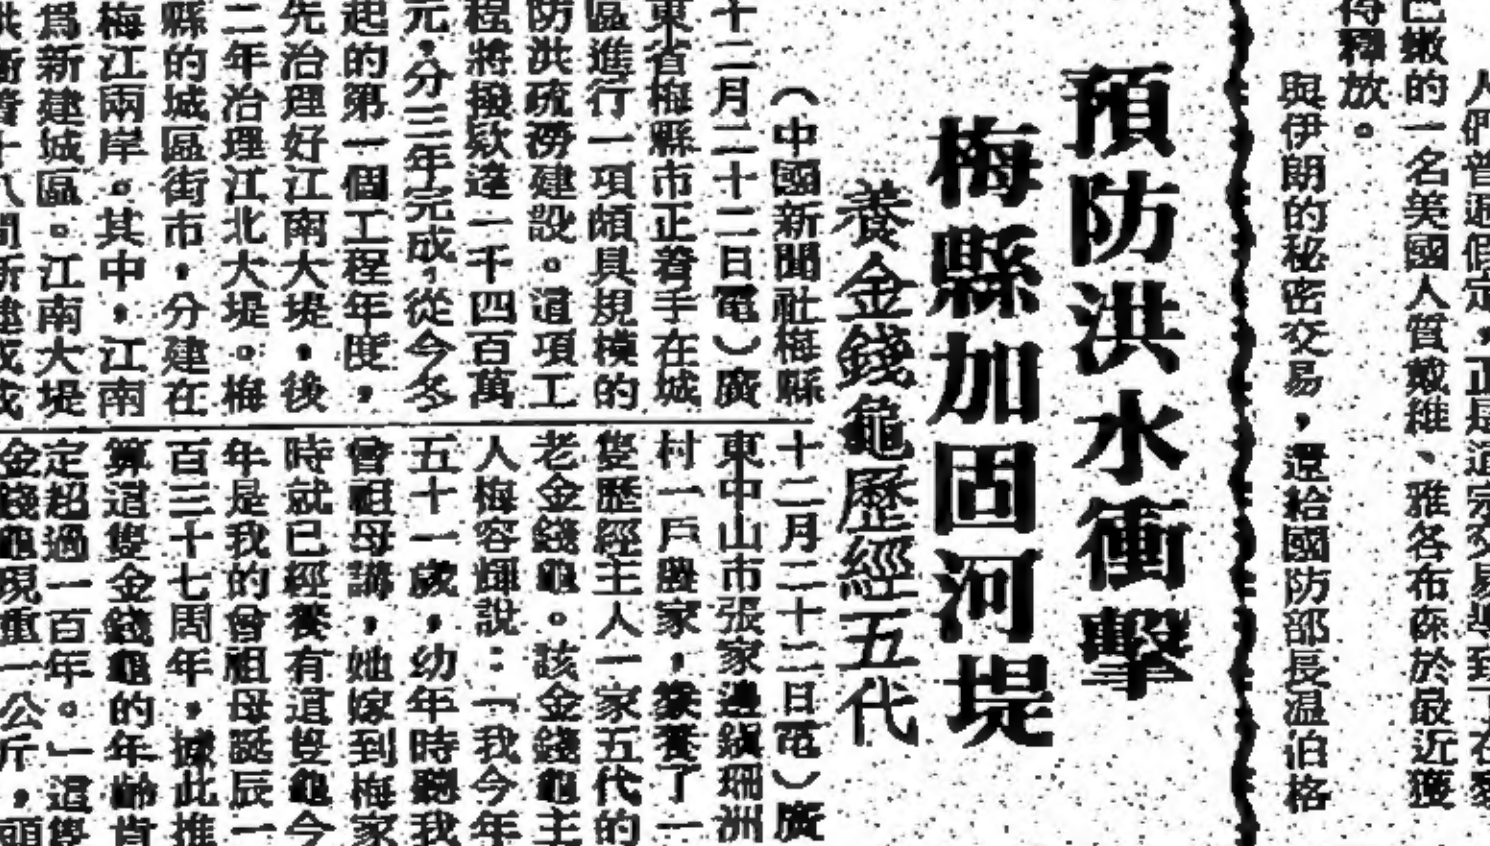 人們普遍假定，正是這宗交易導到了在黎
巴嫩的一名美國人質戴維、雅各布森於最近獲
得釋放。
與伊朗的秘密交易，還給國防部長温伯格
預防洪水衝擊
梅縣加固河堤
養金錢龜歷經五代
（中國新聞社梅縣
十二月二十二日電）廣
東省梅縣市正着手在城
區進行一項頗具規模的
防洪疏澇建設。這項工
程將撥欵達一千四百萬
元，分三年完成，從今冬
起的第一個工程年度，
先治理好江南大堤，後
二年治理江北大堤。梅
縣的城區街市，分建在
梅江兩岸。其中，江南
爲新建城區。江南大堤
十二月二十二日電）廣
東中山市張家邊鎮珊洲
村一戶農家，豢養了一
隻歷經主人一家五代的
老金錢龜。該金錢龜主
人梅容輝說：「我今年
五十一歲，幼年時聽我
曾祖母講，她嫁到梅家
時就已經養有這隻龜今
年是我的曾祖母誕辰一
百三十七周年，據此推
算這隻金錢龜的年齡肯
定超過一百年。」這隻
金錢龜現重一公斤，頭